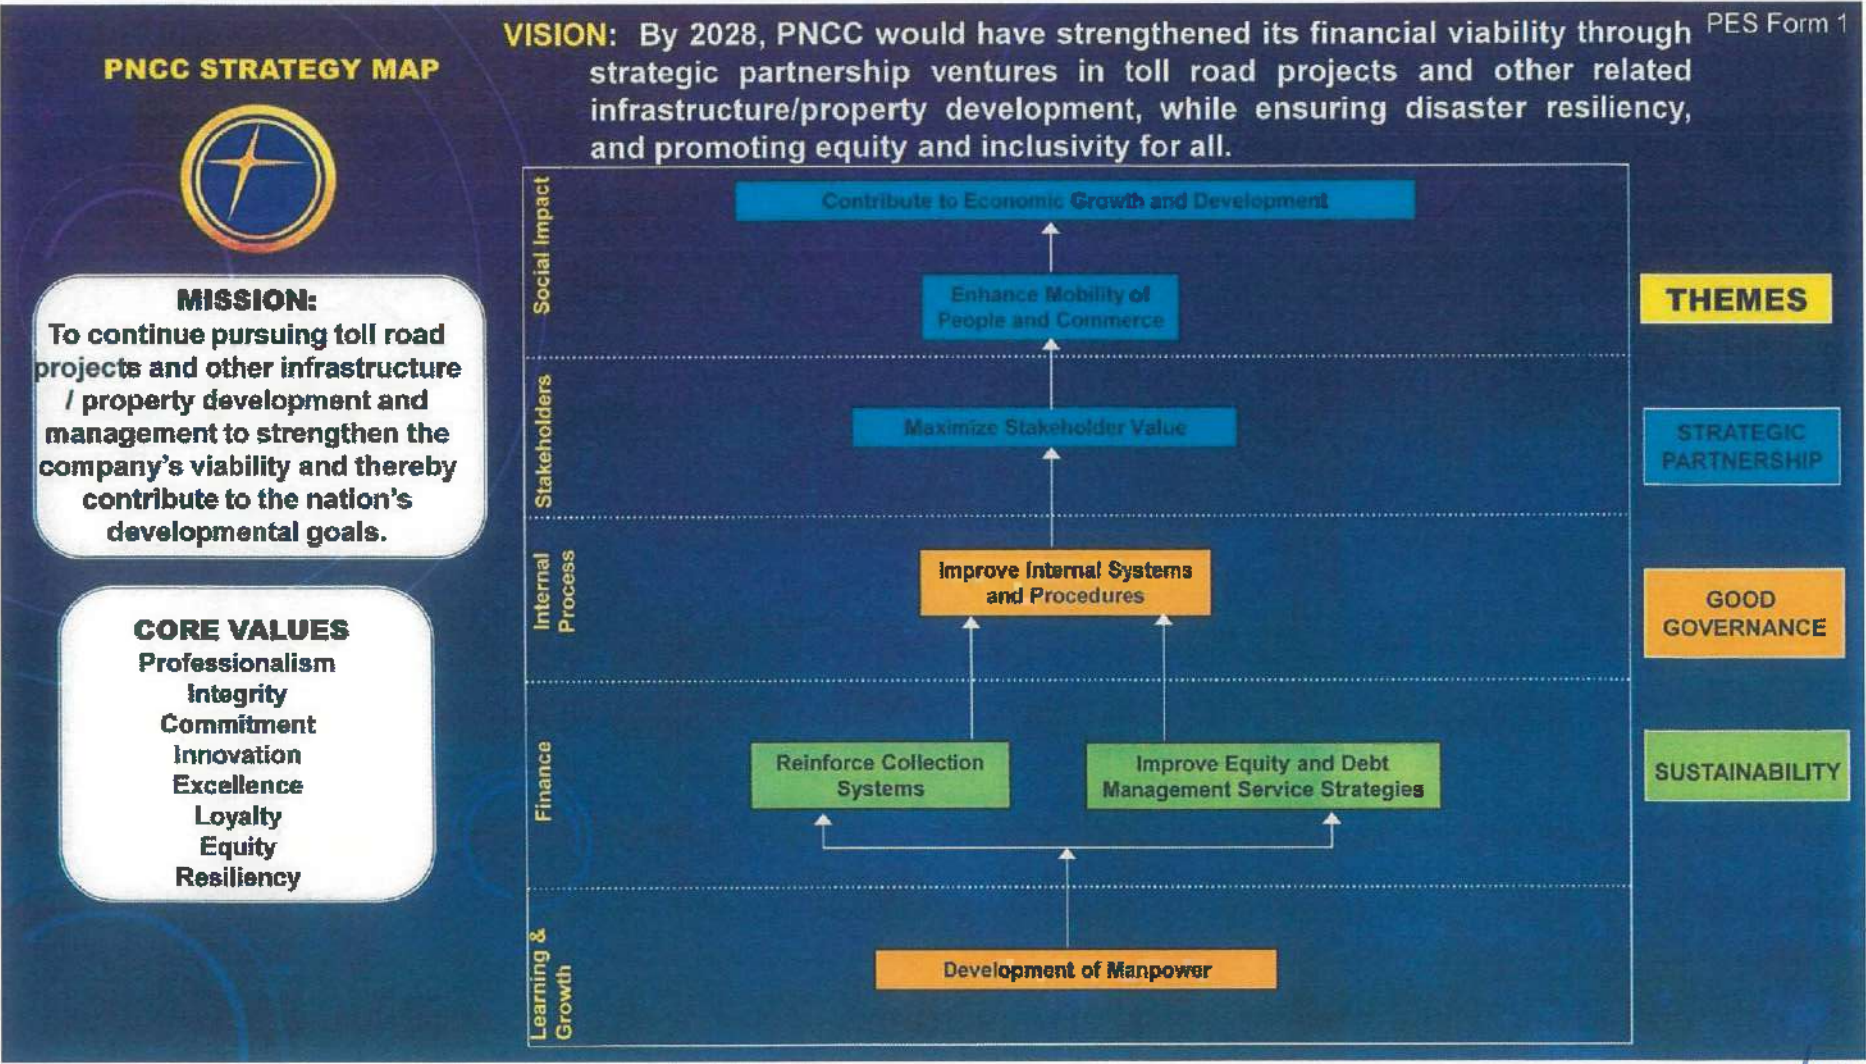 PES Form 1
PNCC STRATEGY MAP
VISION: By 2028, PNCC would have strengthened its financial viability through
strategic partnership ventures in toll road projects and other related
infrastructure/property development, while ensuring disaster resiliency,
and promoting equity and inclusivity for all.
MISSION:
To continue pursuing toll road
projects and other infrastructure
/ property development and
management to strengthen the
company's viability and thereby
contribute to the nation's
developmental goals.
CORE VALUES
Professionalism
Integrity
Commitment
Innovation
Excellence
Loyalty
Equity
Resiliency
Social Impact
Contribute to Economic Growth and Development
Enhance Mobility of
People and Commerce
Stakeholders
Maximize Stakeholder Value
Internal
Process
Improve Internal Systems
and Procedures
Finance
Reinforce Collection
Systems
Improve Equity and Debt
Management Service Strategies
Learning &
Growth
Development of Manpower
THEMES
STRATEGIC
PARTNERSHIP
GOOD
GOVERNANCE
SUSTAINABILITY